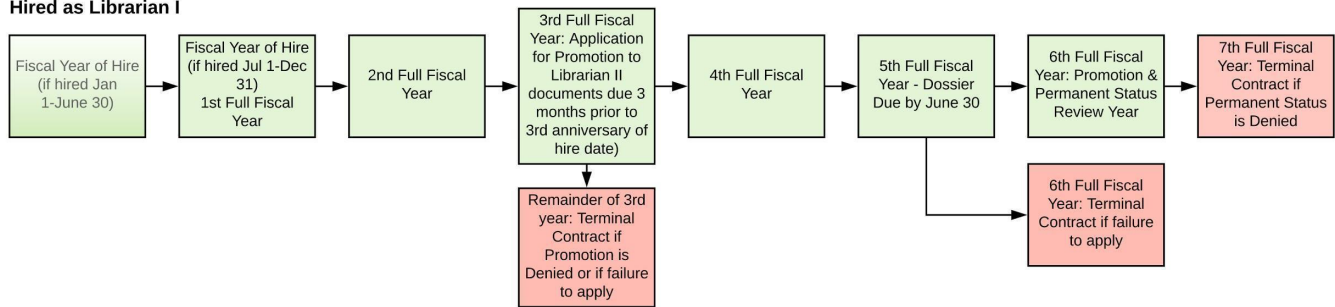 Hired as Librarian I
Fiscal Year of Hire
(if hired Jan
1-June 30)
Fiscal Year of Hire
(if hired Jul 1-Dec
31)
1st Full Fiscal
Year
2nd Full Fiscal
Year
3rd Full Fiscal
Year: Application
for Promotion to
Librarian II
documents due 3
months prior to
3rd anniversary of
hire date)
4th Full Fiscal
Year
5th Full Fiscal
Year - Dossier
Due by June 30
6th Full Fiscal
Year: Promotion &
Permanent Status
Review Year
7th Full Fiscal
Year: Terminal
Contract if
Permanent Status
is Denied
Remainder of 3rd
year: Terminal
Contract if
Promotion is
Denied or if failure
to apply
6th Full Fiscal
Year: Terminal
Contract if failure
to apply